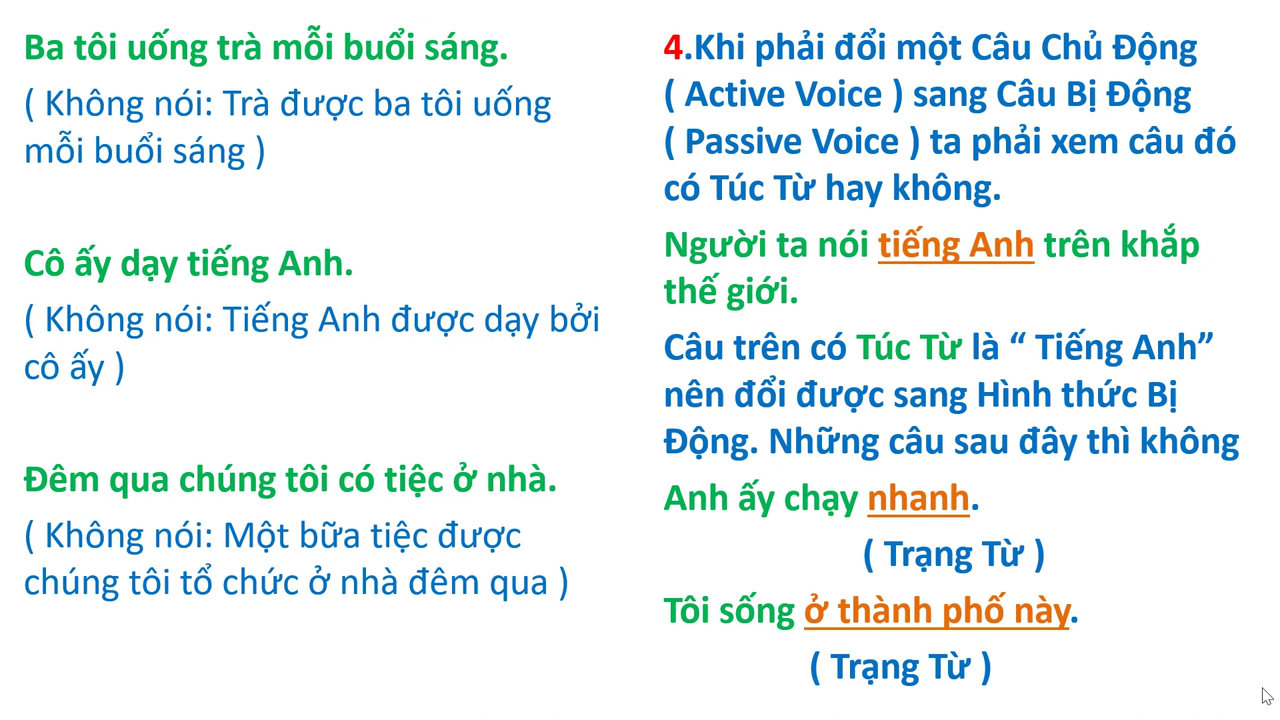 Ba tôi uống trà mỗi buổi sáng.
( Không nói: Trà được ba tôi uống
mỗi buổi sáng )
Cô ấy dạy tiếng Anh.
( Không nói: Tiếng Anh được dạy bởi
cô ấy )
Đêm qua chúng tôi có tiệc ở nhà.
( Không nói: Một bữa tiệc được
chúng tôi tổ chức ở nhà đêm qua )
4.Khi phải đổi một Câu Chủ Động
( Active Voice ) sang Câu Bị Động
( Passive Voice ) ta phải xem câu đó
có Túc Từ hay không.
Người ta nói tiếng Anh trên khắp
thế giới.
Câu trên có Túc Từ là “ Tiếng Anh”
nên đổi được sang Hình thức Bị
Động. Những câu sau đây thì không
Anh ấy chạy nhanh.
( Trạng Từ )
Tôi sống ở thành phố này.
( Trạng Từ )